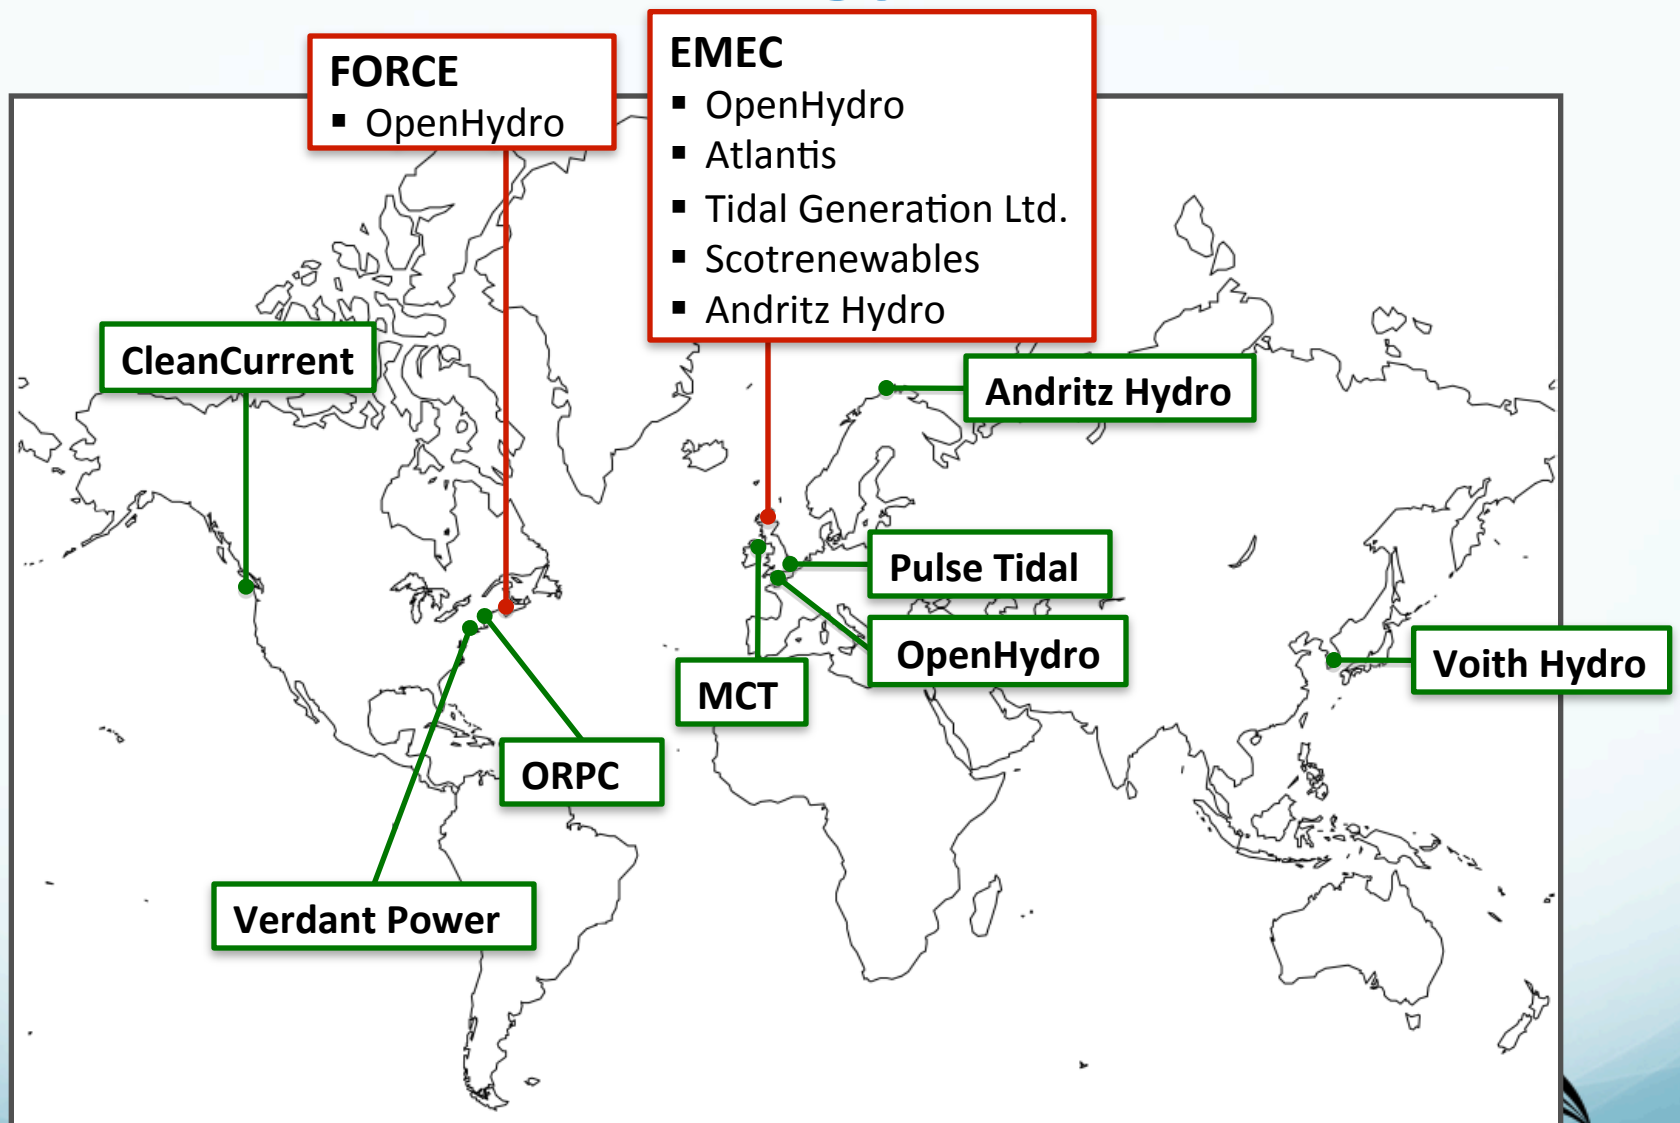 FORCE
▪ OpenHydro
EMEC
▪ OpenHydro
▪ Atlantis
▪ Tidal Generation Ltd.
▪ Scotrenewables
▪ Andritz Hydro
CleanCurrent
Andritz Hydro
Pulse Tidal
OpenHydro
MCT
Voith Hydro
ORPC
Verdant Power